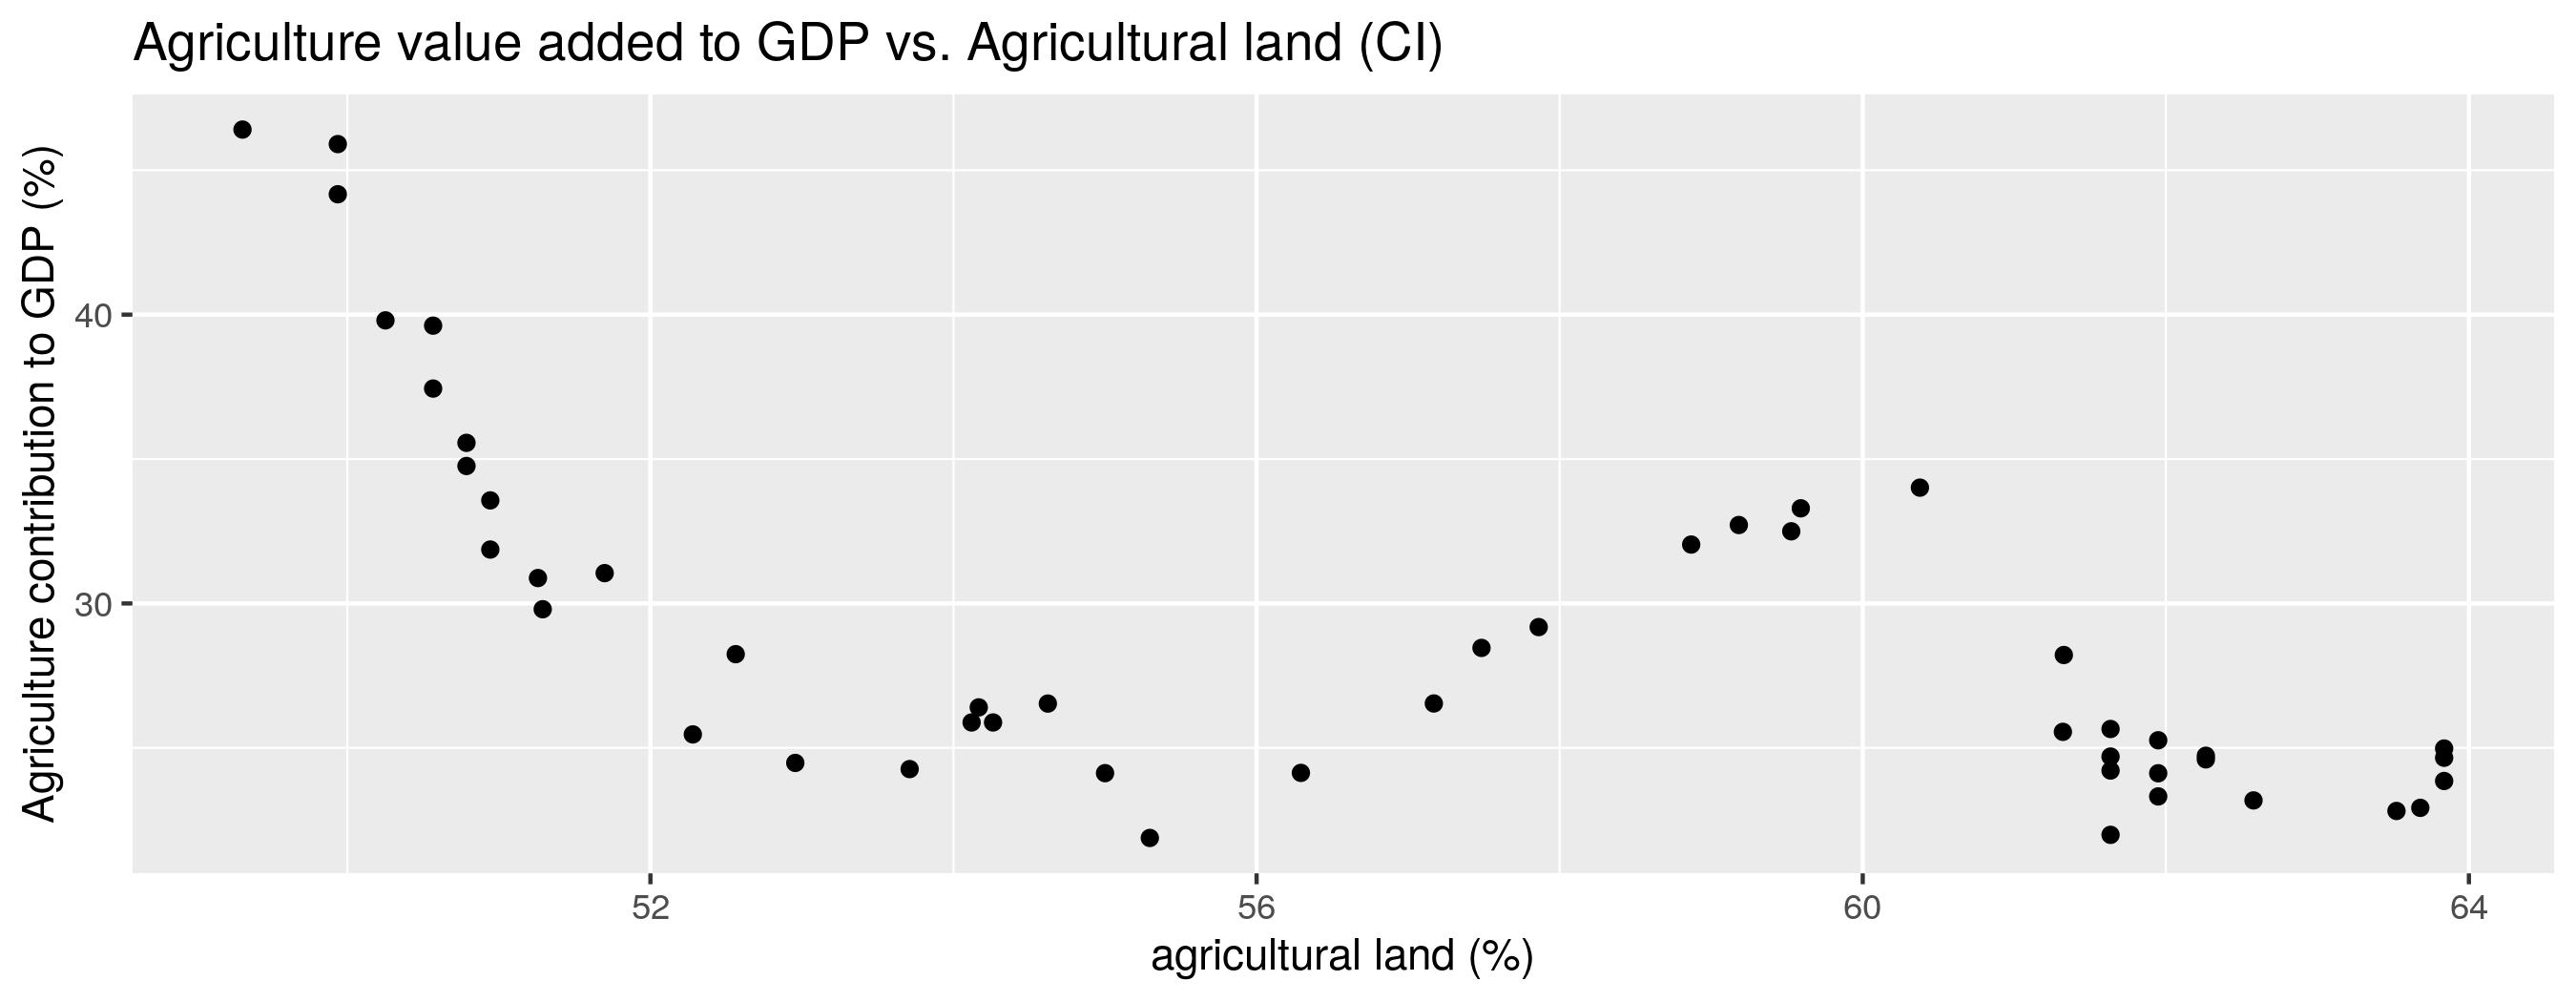 Agriculture value added to GDP vs. Agricultural land (CI)
Agriculture contribution to GDP (%)
40
30
52
56
60
64
agricultural land (%)